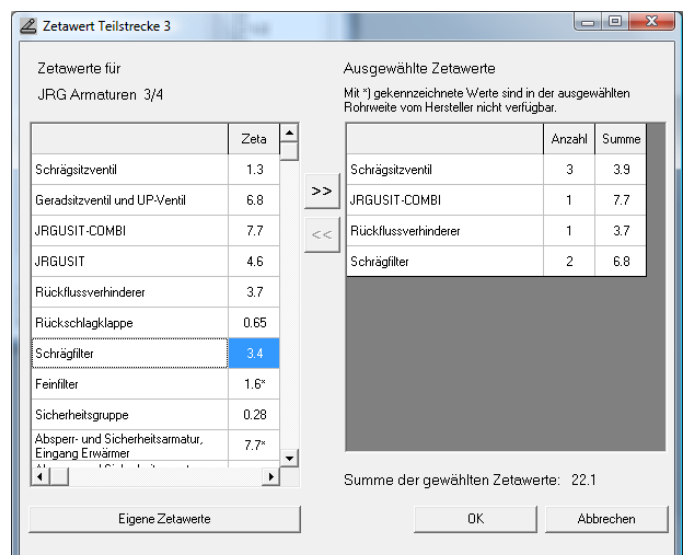 Zetawert Teilstrecke 3
Zetawerte für
JRG Armaturen 3/4
Zeta
Schrägsitzventil 1.3
Geradsitzventil und UP-Ventil 6.8
JRGUSIT-COMBI 7.7
JRGUSIT 4.6
Rückflussverhinderer 3.7
Rückschlagklappe 0.65
Schrägfilter 3.4
Feinfilter 1.6*
Sicherheitsgruppe 0.28
Absperr- und Sicherheitsarmatur,
Eingang Erwärmer 7.7*
Eigene Zetawerte
>>
<<
Ausgewählte Zetawerte
Mit *) gekennzeichnete Werte sind in der ausgewählten
Rohrweite vom Hersteller nicht verfügbar.
Anzahl Summe
Schrägsitzventil 3 3.9
JRGUSIT-COMBI 1 7.7
Rückflussverhinderer 1 3.7
Schrägfilter 2 6.8
Summe der gewählten Zetawerte: 22.1
OK Abbrechen